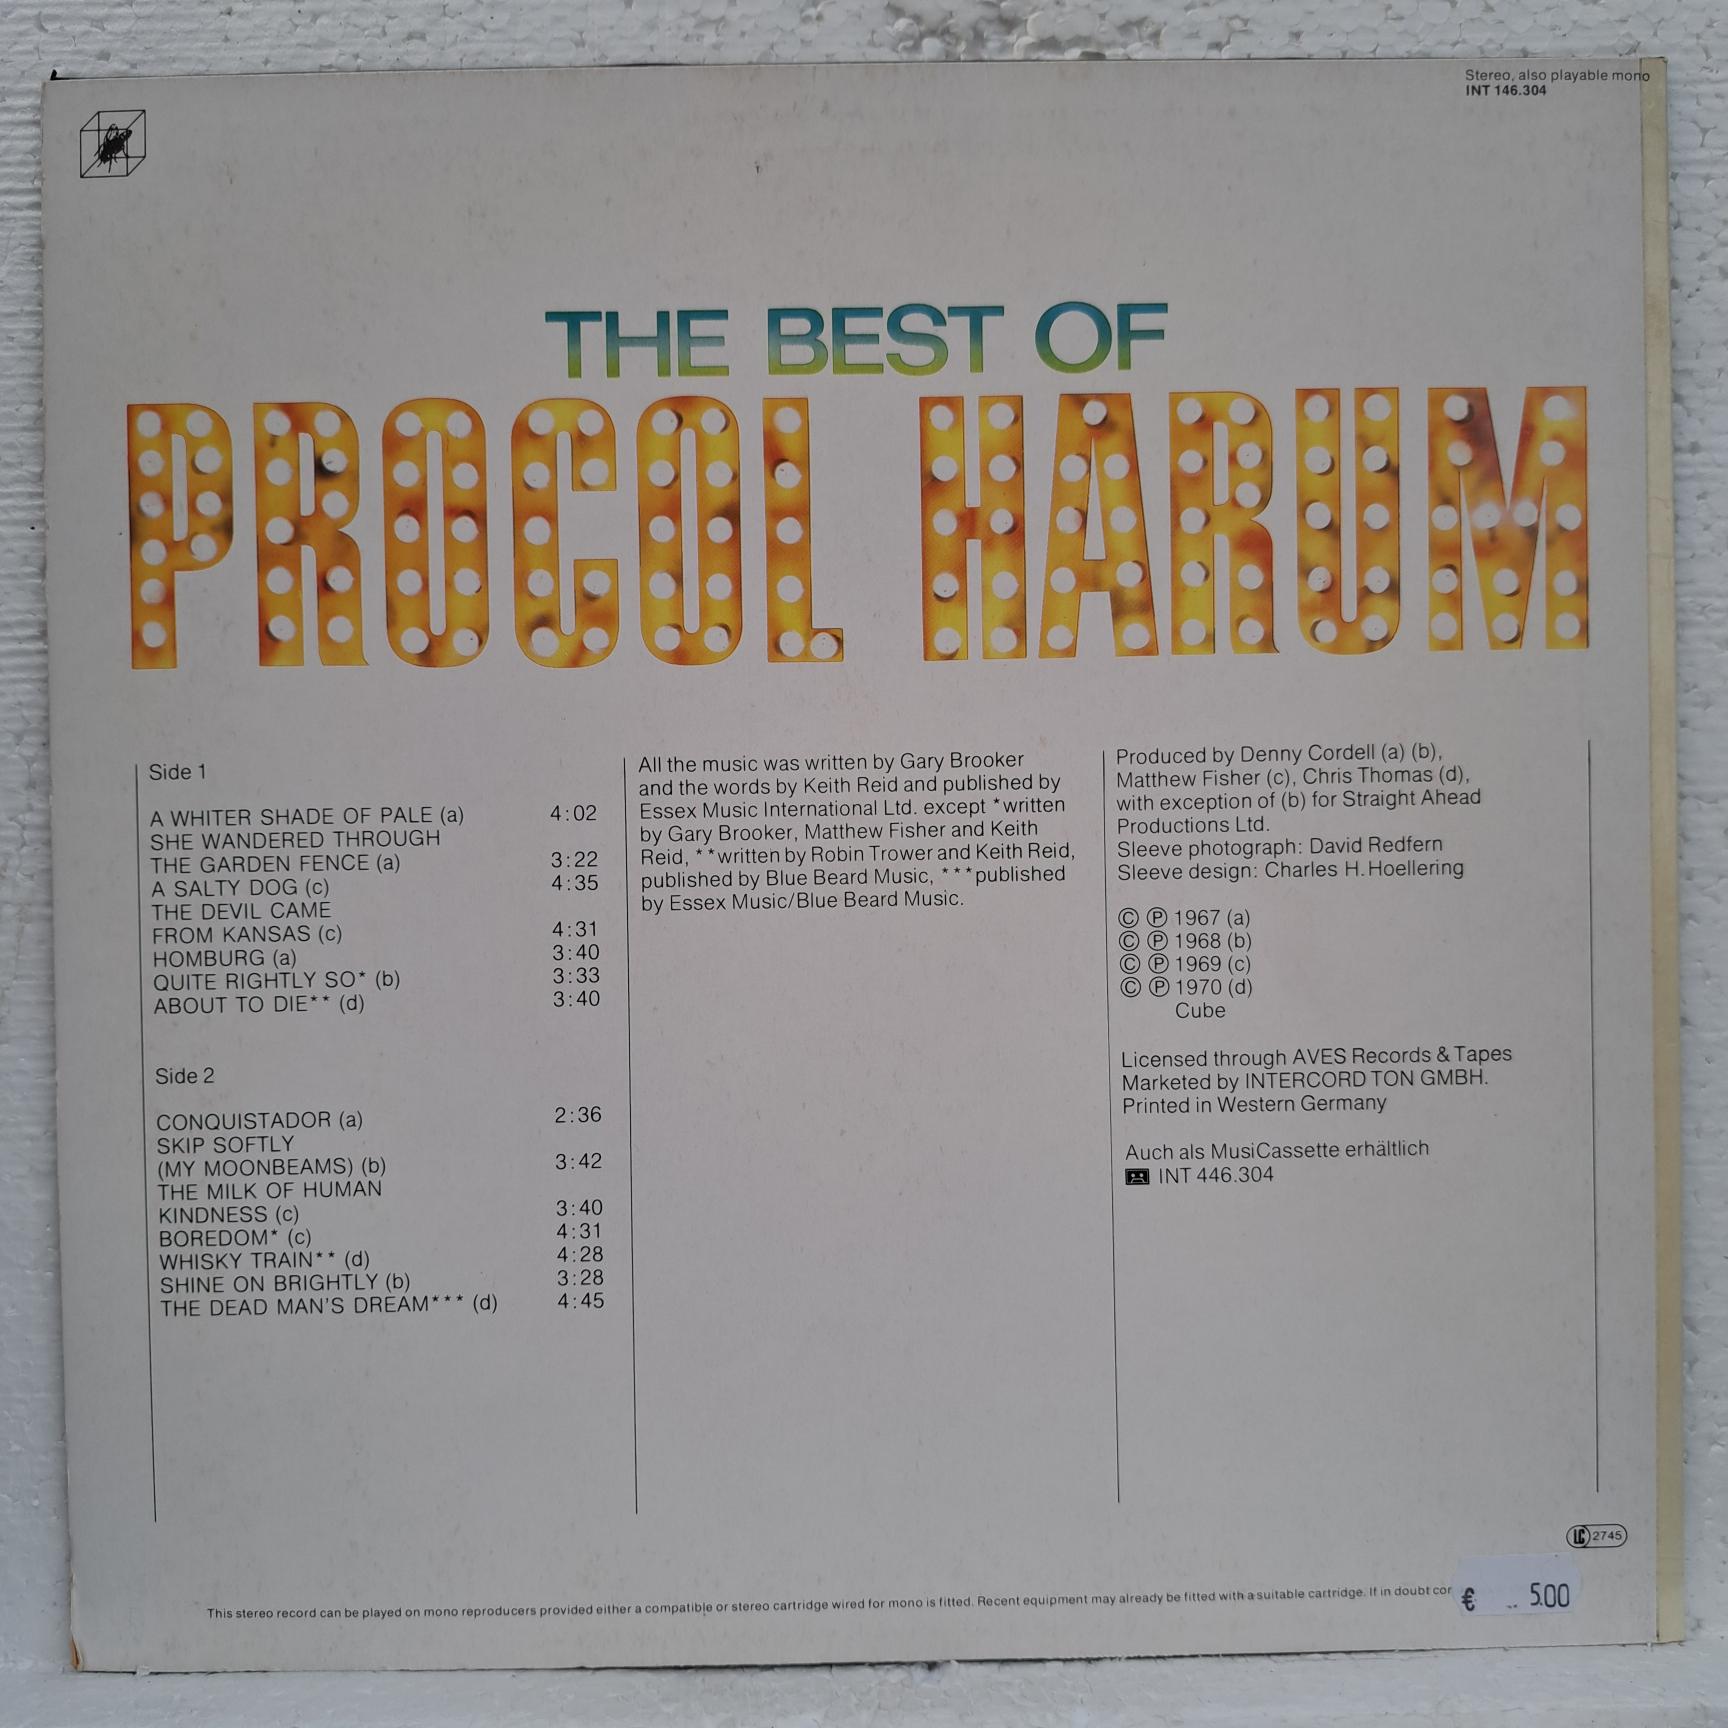 Stereo, also playable mono
INT 146.304
THE BEST OF
PROCOL HARUM
Side 1
A WHITER SHADE OF PALE (a) 4:02
SHE WANDERED THROUGH
THE GARDEN FENCE (a) 3:22
A SALTY DOG (c) 4:35
THE DEVIL CAME
FROM KANSAS (c) 4:31
HOMBURG (a) 3:40
QUITE RIGHTLY SO* (b) 3:33
ABOUT TO DIE** (d) 3:40
Side 2
CONQUISTADOR (a) 2:36
SKIP SOFTLY
(MY MOONBEAMS) (b) 3:42
THE MILK OF HUMAN
KINDNESS (c) 3:40
BOREDOM* (c) 4:31
WHISKY TRAIN** (d) 4:28
SHINE ON BRIGHTLY (b) 3:28
THE DEAD MAN'S DREAM*** (d) 4:45
All the music was written by Gary Brooker
and the words by Keith Reid and published by
Essex Music International Ltd. except *written
by Gary Brooker, Matthew Fisher and Keith
Reid, **written by Robin Trower and Keith Reid,
published by Blue Beard Music, ***published
by Essex Music/Blue Beard Music.
Produced by Denny Cordell (a) (b),
Matthew Fisher (c), Chris Thomas (d),
with exception of (b) for Straight Ahead
Productions Ltd.
Sleeve photograph: David Redfern
Sleeve design: Charles H. Hoellering
© ℗ 1967 (a)
© ℗ 1968 (b)
© ℗ 1969 (c)
© ℗ 1970 (d)
Cube
Licensed through AVES Records & Tapes
Marketed by INTERCORD TON GMBH.
Printed in Western Germany
Auch als MusiCassette erhältlich
INT 446.304
LC 2745
This stereo record can be played on mono reproducers provided either a compatible or stereo cartridge wired for mono is fitted. Recent equipment may already be fitted with a suitable cartridge. If in doubt
€ 5.00